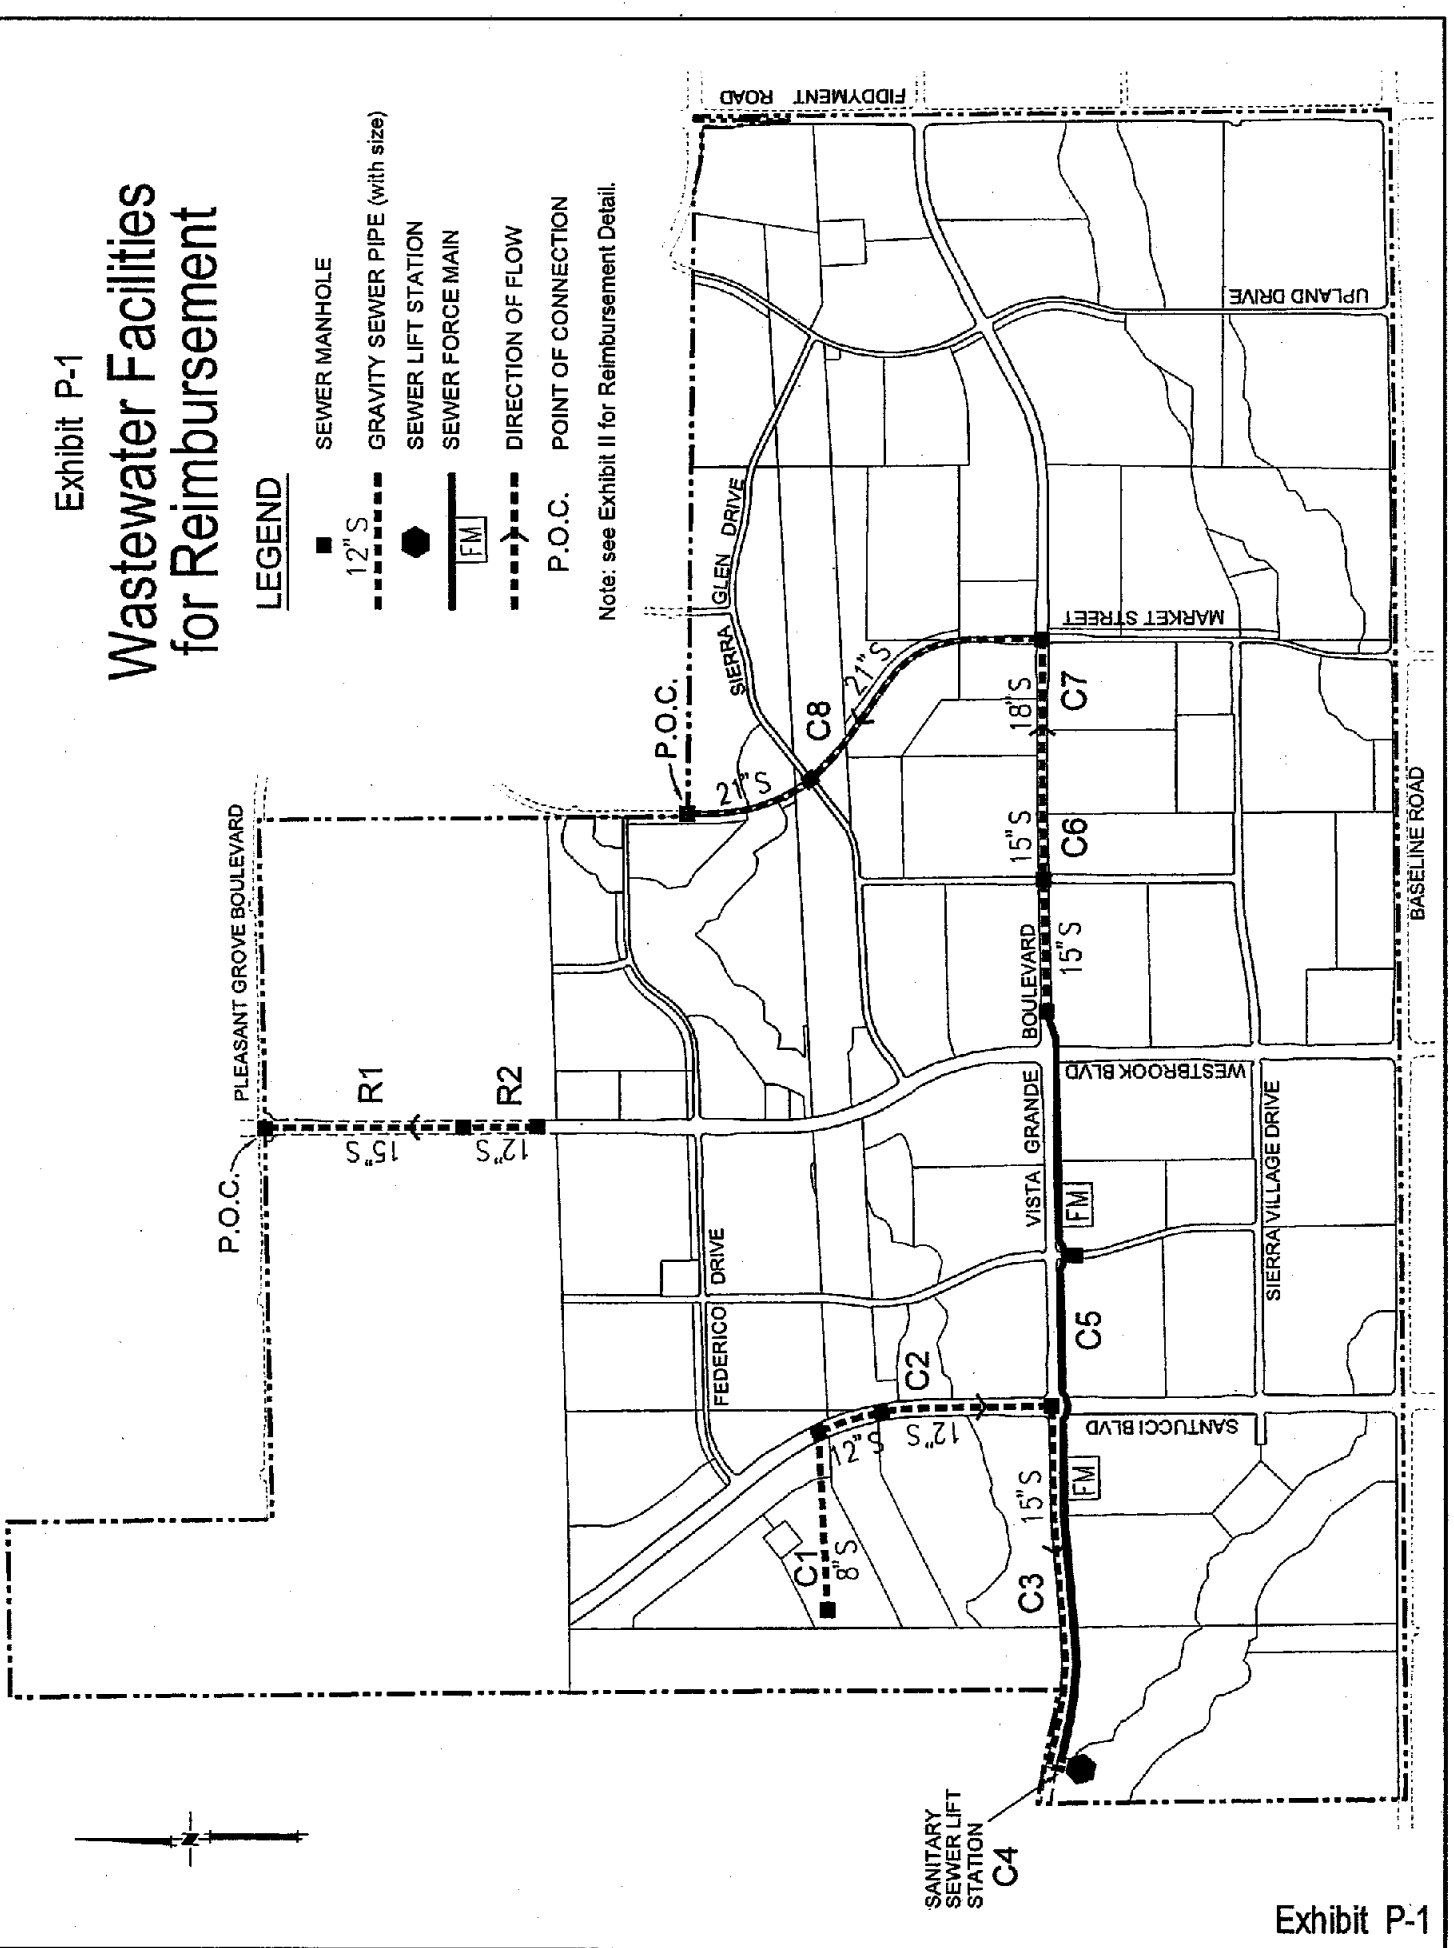 Exhibit P-1
Wastewater Facilities
for Reimbursement
LEGEND
SEWER MANHOLE
12" S
GRAVITY SEWER PIPE (with size)
SEWER LIFT STATION
FM
SEWER FORCE MAIN
DIRECTION OF FLOW
P.O.C.
POINT OF CONNECTION
Note: see Exhibit II for Reimbursement Detail.
FIDDYMENT ROAD
PLEASANT GROVE BOULEVARD
P.O.C.
R1
15"S
R2
12"S
P.O.C.
SIERRA GLEN DRIVE
21"S
C8
21"S
UPLAND DRIVE
MARKET STREET
18"S
C7
15"S
C6
15"S
VISTA GRANDE BOULEVARD
WESTBROOK BLVD
FM
FEDERICO DRIVE
SIERRA VILLAGE DRIVE
BASELINE ROAD
C5
C2
12"S
12"S
SANTUCCI BLVD
15"S
FM
C1
8"S
C3
SANITARY
SEWER LIFT
STATION
C4
Exhibit P-1